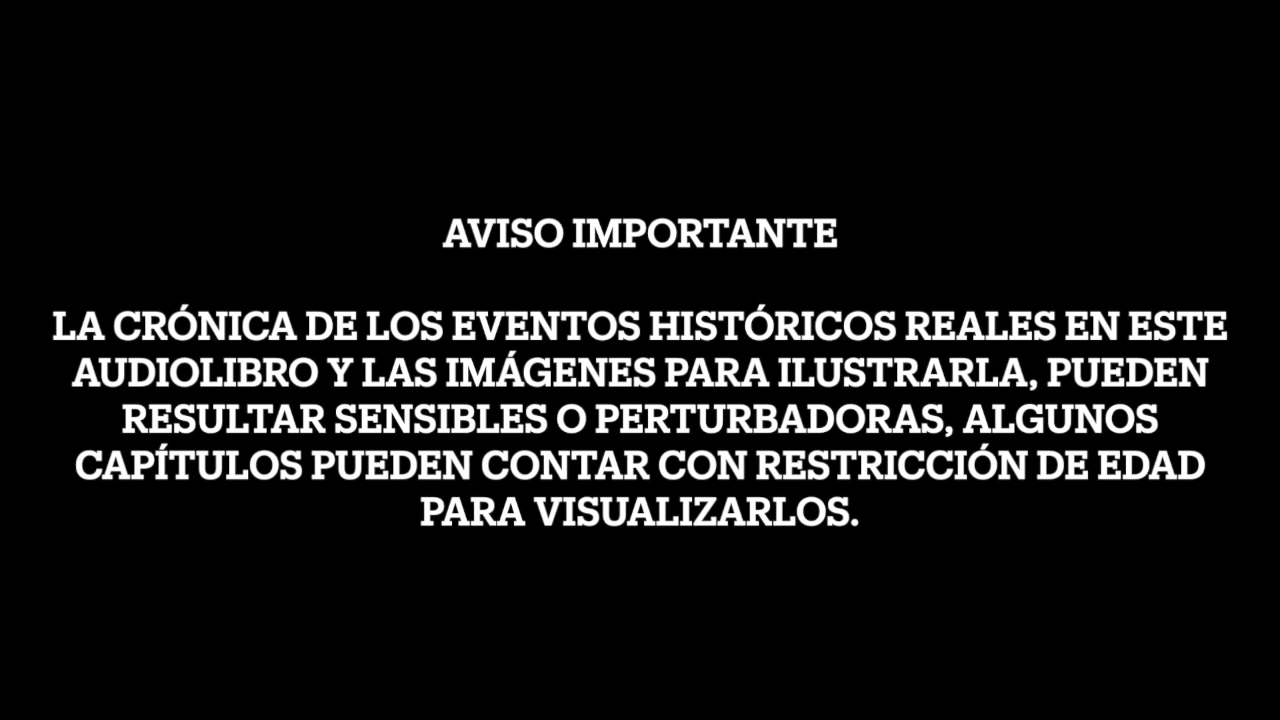 AVISO IMPORTANTE
LA CRÓNICA DE LOS EVENTOS HISTÓRICOS REALES EN ESTE
AUDIOLIBRO Y LAS IMÁGENES PARA ILUSTRARLA, PUEDEN
RESULTAR SENSIBLES O PERTURBADORAS, ALGUNOS
CAPÍTULOS PUEDEN CONTAR CON RESTRICCIÓN DE EDAD
PARA VISUALIZARLOS.